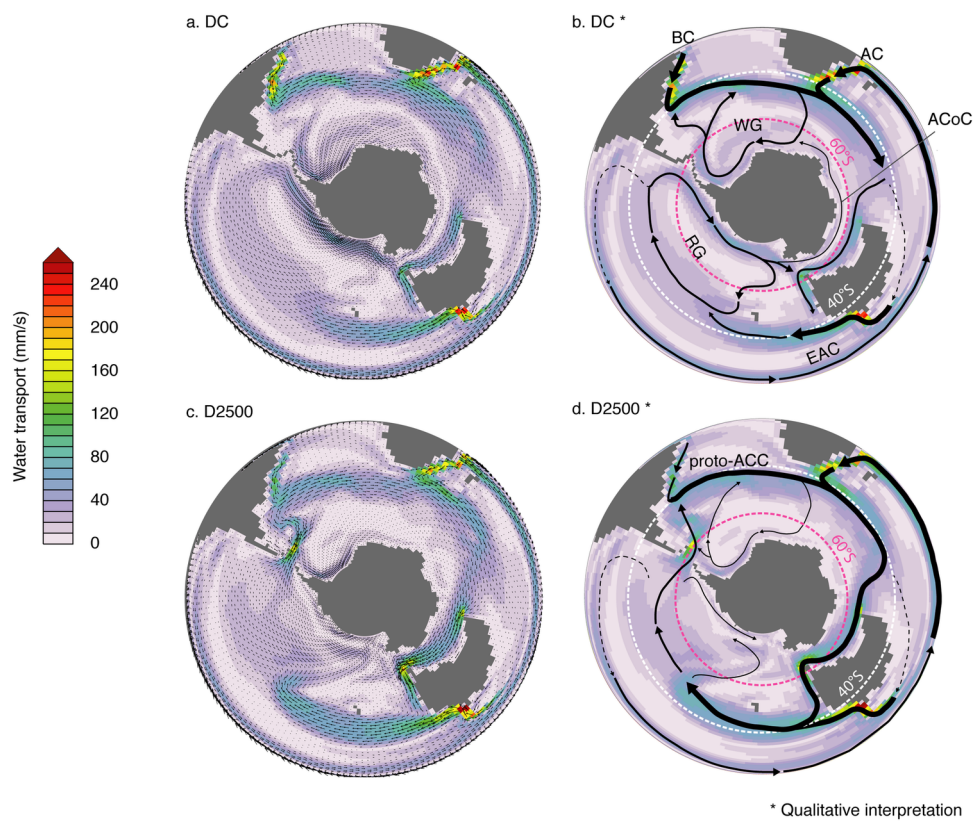 a. DC
b. DC *
BC
AC
ACoC
WG
60°S
RG
40°S
EAC
Water transport (mm/s)
240
200
160
120
80
40
0
c. D2500
d. D2500 *
proto-ACC
60°S
40°S
* Qualitative interpretation